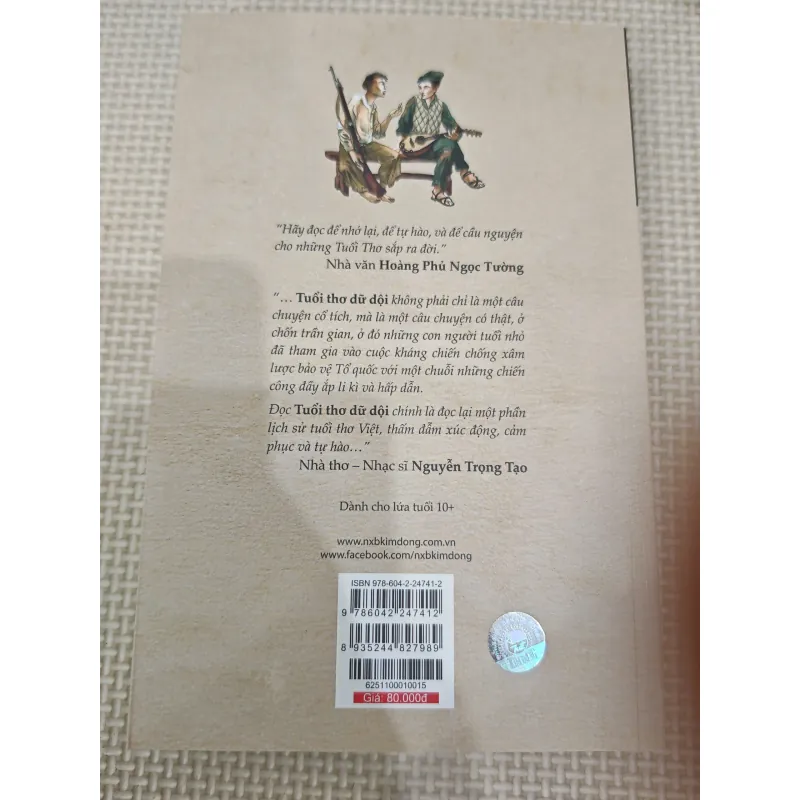 "Hãy đọc để nhớ lại, để tự hào, và để cầu nguyện
cho những Tuổi Thơ sắp ra đời."
Nhà văn Hoàng Phủ Ngọc Tường
"… Tuổi thơ dữ dội không phải chỉ là một câu
chuyện cổ tích, mà là một câu chuyện có thật, ở
chốn trần gian, ở đó những con người tuổi nhỏ
đã tham gia vào cuộc kháng chiến chống xâm
lược bảo vệ Tổ quốc với một chuỗi những chiến
công đầy ắp li kì và hấp dẫn.
Đọc Tuổi thơ dữ dội chính là đọc lại một phần
lịch sử tuổi thơ Việt, thấm đẫm xúc động, cảm
phục và tự hào…"
Nhà thơ – Nhạc sĩ Nguyễn Trọng Tạo
Dành cho lứa tuổi 10+
www.nxbkimdong.com.vn
www.facebook.com/nxbkimdong
ISBN 978-604-2-24741-2
9 786042 247412
8 935244 827989
6251100010015
Giá: 80.000đ